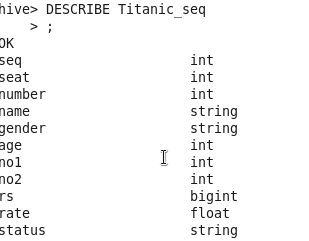 hive> DESCRIBE Titanic_seq
    > ;
OK
seq                     int
seat                    int
number                  int
name                    string
gender                  string
age                     int
no1                     int
no2                     int
rs                      bigint
rate                    float
status                  string